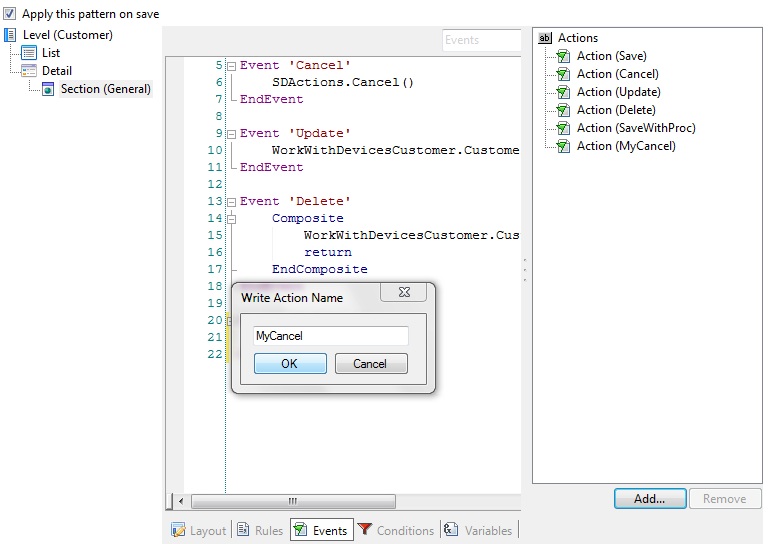 Apply this pattern on save
Level (Customer)
List
Detail
Section (General)
Events
5 Event 'Cancel'
6 SDActions.Cancel()
7 EndEvent
8
9 Event 'Update'
10 WorkWithDevicesCustomer.Custome
11 EndEvent
12
13 Event 'Delete'
14 Composite
15 WorkWithDevicesCustomer.Cus
16 return
17 EndComposite
18
19
20
21
22
Write Action Name
MyCancel
OK Cancel
Layout Rules Events Conditions Variables
Actions
Action (Save)
Action (Cancel)
Action (Update)
Action (Delete)
Action (SaveWithProc)
Action (MyCancel)
Add... Remove